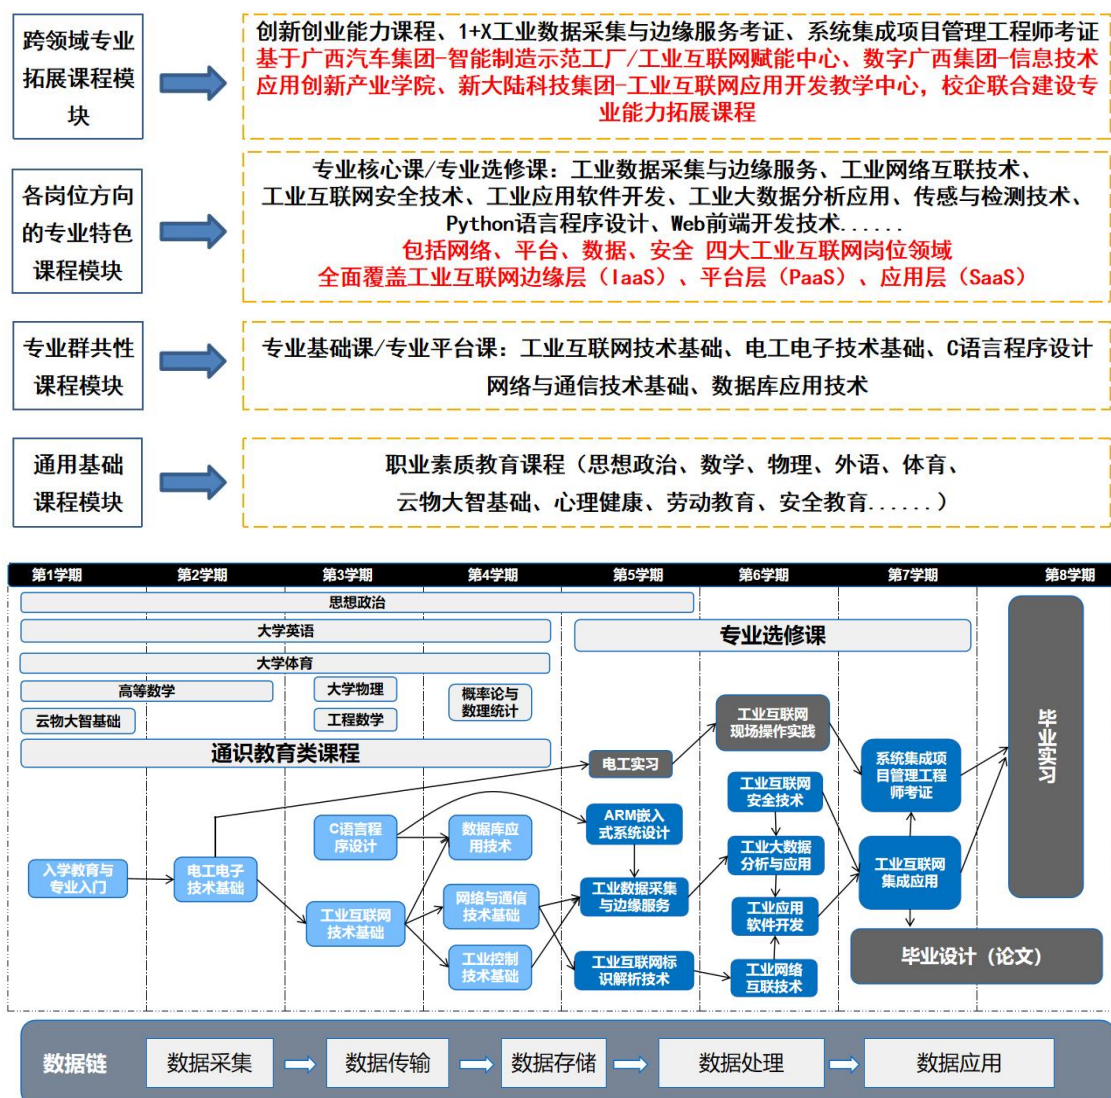 跨领域专业
拓展课程模
块
创新创业能力课程、1+X工业数据采集与边缘服务考证、系统集成项目管理工程师考证
基于广西汽车集团-智能制造示范工厂/工业互联网赋能中心、数字广西集团-信息技术
应用创新产业学院、新大陆科技集团-工业互联网应用开发教学中心，校企联合建设专
业能力拓展课程
各岗位方向
的专业特色
课程模块
专业核心课/专业选修课：工业数据采集与边缘服务、工业网络互联技术、
工业互联网安全技术、工业应用软件开发、工业大数据分析应用、传感与检测技术、
Python语言程序设计、Web前端开发技术......
包括网络、平台、数据、安全 四大工业互联网岗位领域
全面覆盖工业互联网边缘层（IaaS）、平台层（PaaS）、应用层（SaaS）
专业群共性
课程模块
专业基础课/专业平台课：工业互联网技术基础、电工电子技术基础、C语言程序设计
网络与通信技术基础、数据库应用技术
通用基础
课程模块
职业素质教育课程（思想政治、数学、物理、外语、体育、
云物大智基础、心理健康、劳动教育、安全教育......）
第1学期 第2学期 第3学期 第4学期 第5学期 第6学期 第7学期 第8学期
思想政治
大学英语
专业选修课
大学体育
高等数学
大学物理
概率论与
数理统计
云物大智基础
工程数学
通识教育类课程
电工实习
工业互联网
现场操作实践
系统集成项
目管理工程
师考证
毕业实习
工业互联网
安全技术
C语言程
序设计
数据库应
用技术
ARM嵌入
式系统设计
工业大数据
分析与应用
入学教育与
专业入门
电工电子
技术基础
工业互联网
集成应用
网络与通信
技术基础
工业数据采集
与边缘服务
工业互联网
技术基础
工业应用
软件开发
工业控制
技术基础
工业互联网标
识解析技术
工业网络
互联技术
毕业设计（论文）
数据链
数据采集
数据传输
数据存储
数据处理
数据应用